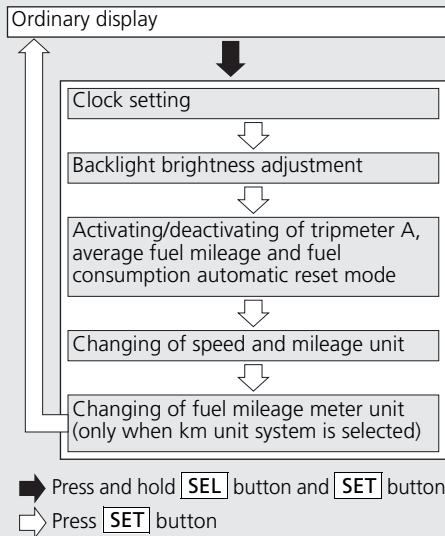 Ordinary display
Clock setting
Backlight brightness adjustment
Activating/deactivating of tripmeter A,
average fuel mileage and fuel
consumption automatic reset mode
Changing of speed and mileage unit
Changing of fuel mileage meter unit
(only when km unit system is selected)
Press and hold SEL button and SET button
Press SET button